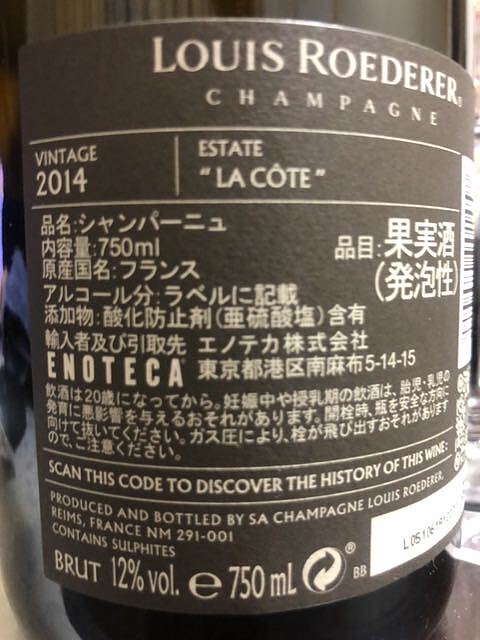 LOUIS ROEDERER®
CHAMPAGNE
VINTAGE
2014
ESTATE
"LA CÔTE"
品名:シャンパーニュ
内容量:750ml
原産国名:フランス
アルコール分:ラベルに記載
品目:果実酒
(発泡性)
添加物:酸化防止剤(亜硫酸塩)含有
輸入者及び引取先 エノテカ株式会社
ENOTECA 東京都港区南麻布5-14-15
飲酒は20歳になってから。妊娠中や授乳期の飲酒は、胎児・乳児の
発育に悪影響を与えるおそれがあります。開栓時、瓶を安全な方向に
向けて抜いてください。ガス圧により、栓が飛び出すおそれがあります
ので、ご注意ください。
SCAN THIS CODE TO DISCOVER THE HISTORY OF THIS WINE:
PRODUCED AND BOTTLED BY SA CHAMPAGNE LOUIS ROEDERER,
REIMS, FRANCE NM 291-001
CONTAINS SULPHITES
BRUT 12% vol. e 750 mL ® BB